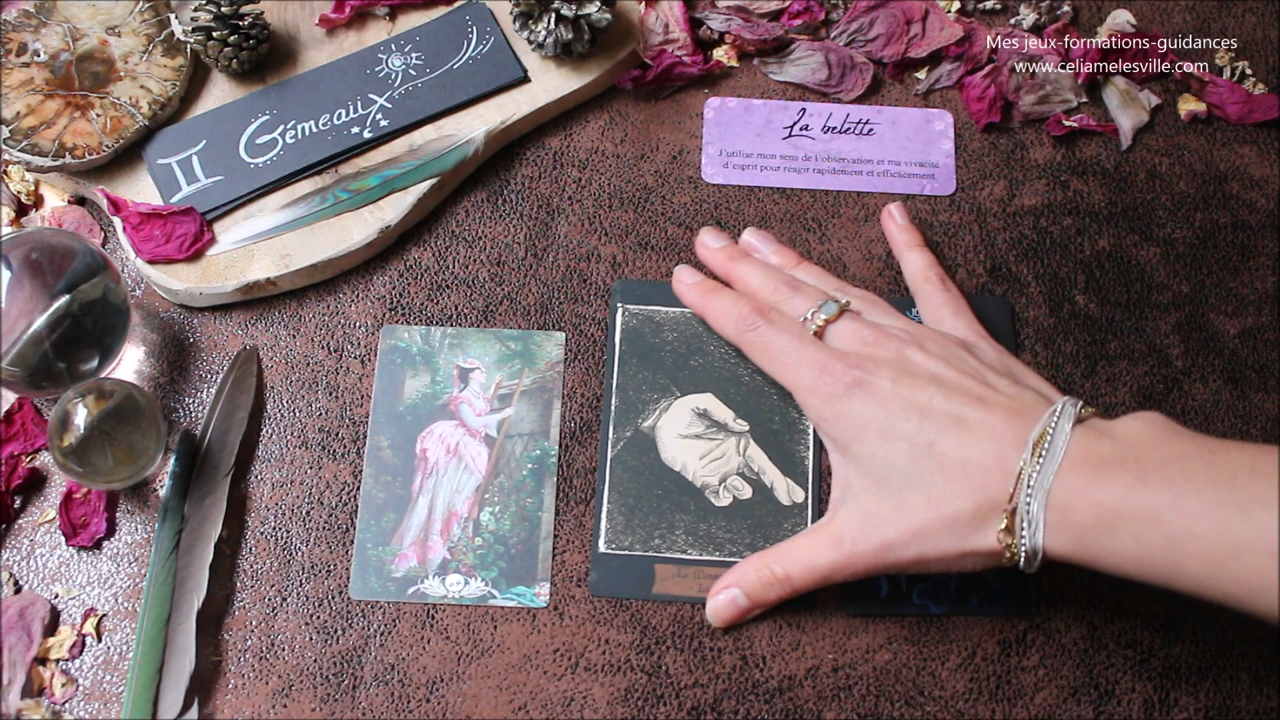 Mes jeux-formations-guidances
www.celiamelesville.com
♊ Gémeaux
La belette
J'utilise mon sens de l'observation et ma vivacité
d'esprit pour réagir rapidement et efficacement.
Le